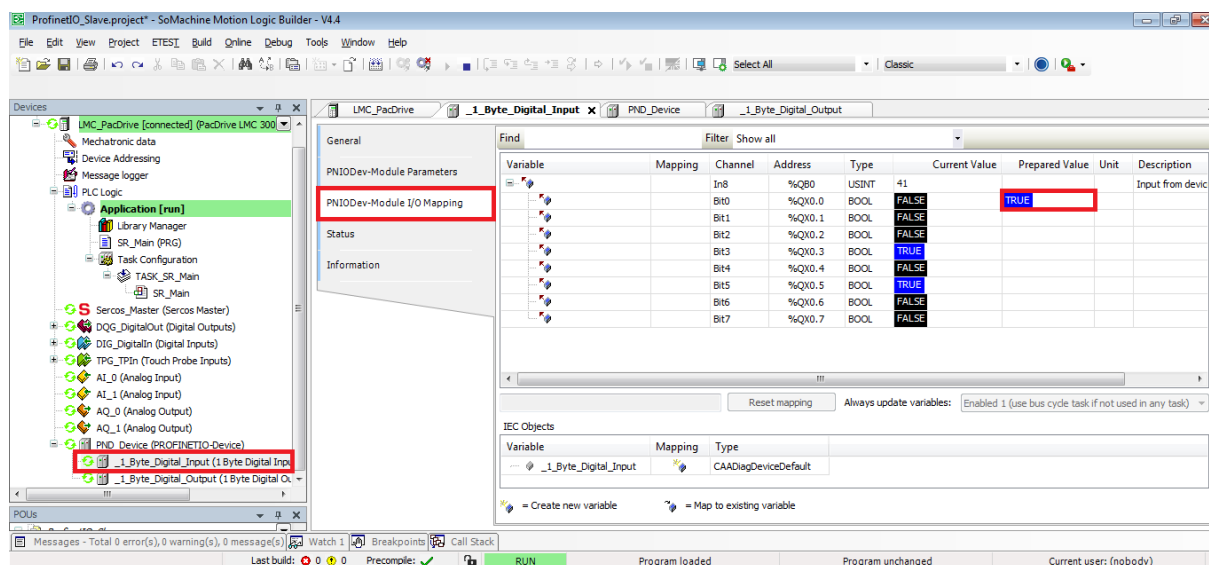 ProfinetIO_Slave.project* - SoMachine Motion Logic Builder - V4.4
File Edit View Project ETEST Build Online Debug Tools Window Help
Select All
Classic
Devices
LMC_PacDrive [connected] (PacDrive LMC 300
Mechatronic data
Device Addressing
Message logger
PLC Logic
Application [run]
Library Manager
SR_Main (PRG)
Task Configuration
TASK_SR_Main
SR_Main
Sercos_Master (Sercos Master)
DQG_DigitalOut (Digital Outputs)
DIG_DigitalIn (Digital Inputs)
TPG_TPIn (Touch Probe Inputs)
AI_0 (Analog Input)
AI_1 (Analog Input)
AQ_0 (Analog Output)
AQ_1 (Analog Output)
PND_Device (PROFINETIO-Device)
_1_Byte_Digital_Input (1 Byte Digital Inpu
_1_Byte_Digital_Output (1 Byte Digital Ou
POUs
LMC_PacDrive _1_Byte_Digital_Input X PND_Device _1_Byte_Digital_Output
General
PNIODev-Module Parameters
PNIODev-Module I/O Mapping
Status
Information
Find Filter Show all
Variable Mapping Channel Address Type Current Value Prepared Value Unit Description
In8 %QB0 USINT 41 Input from devic
Bit0 %QX0.0 BOOL FALSE TRUE
Bit1 %QX0.1 BOOL FALSE
Bit2 %QX0.2 BOOL FALSE
Bit3 %QX0.3 BOOL TRUE
Bit4 %QX0.4 BOOL FALSE
Bit5 %QX0.5 BOOL TRUE
Bit6 %QX0.6 BOOL FALSE
Bit7 %QX0.7 BOOL FALSE
Reset mapping Always update variables: Enabled 1 (use bus cycle task if not used in any task)
IEC Objects
Variable Mapping Type
_1_Byte_Digital_Input CAADiagDeviceDefault
= Create new variable = Map to existing variable
Messages - Total 0 error(s), 0 warning(s), 0 message(s) Watch 1 Breakpoints Call Stack
Last build: 0 0 Precompile: RUN Program loaded Program unchanged Current user: (nobody)